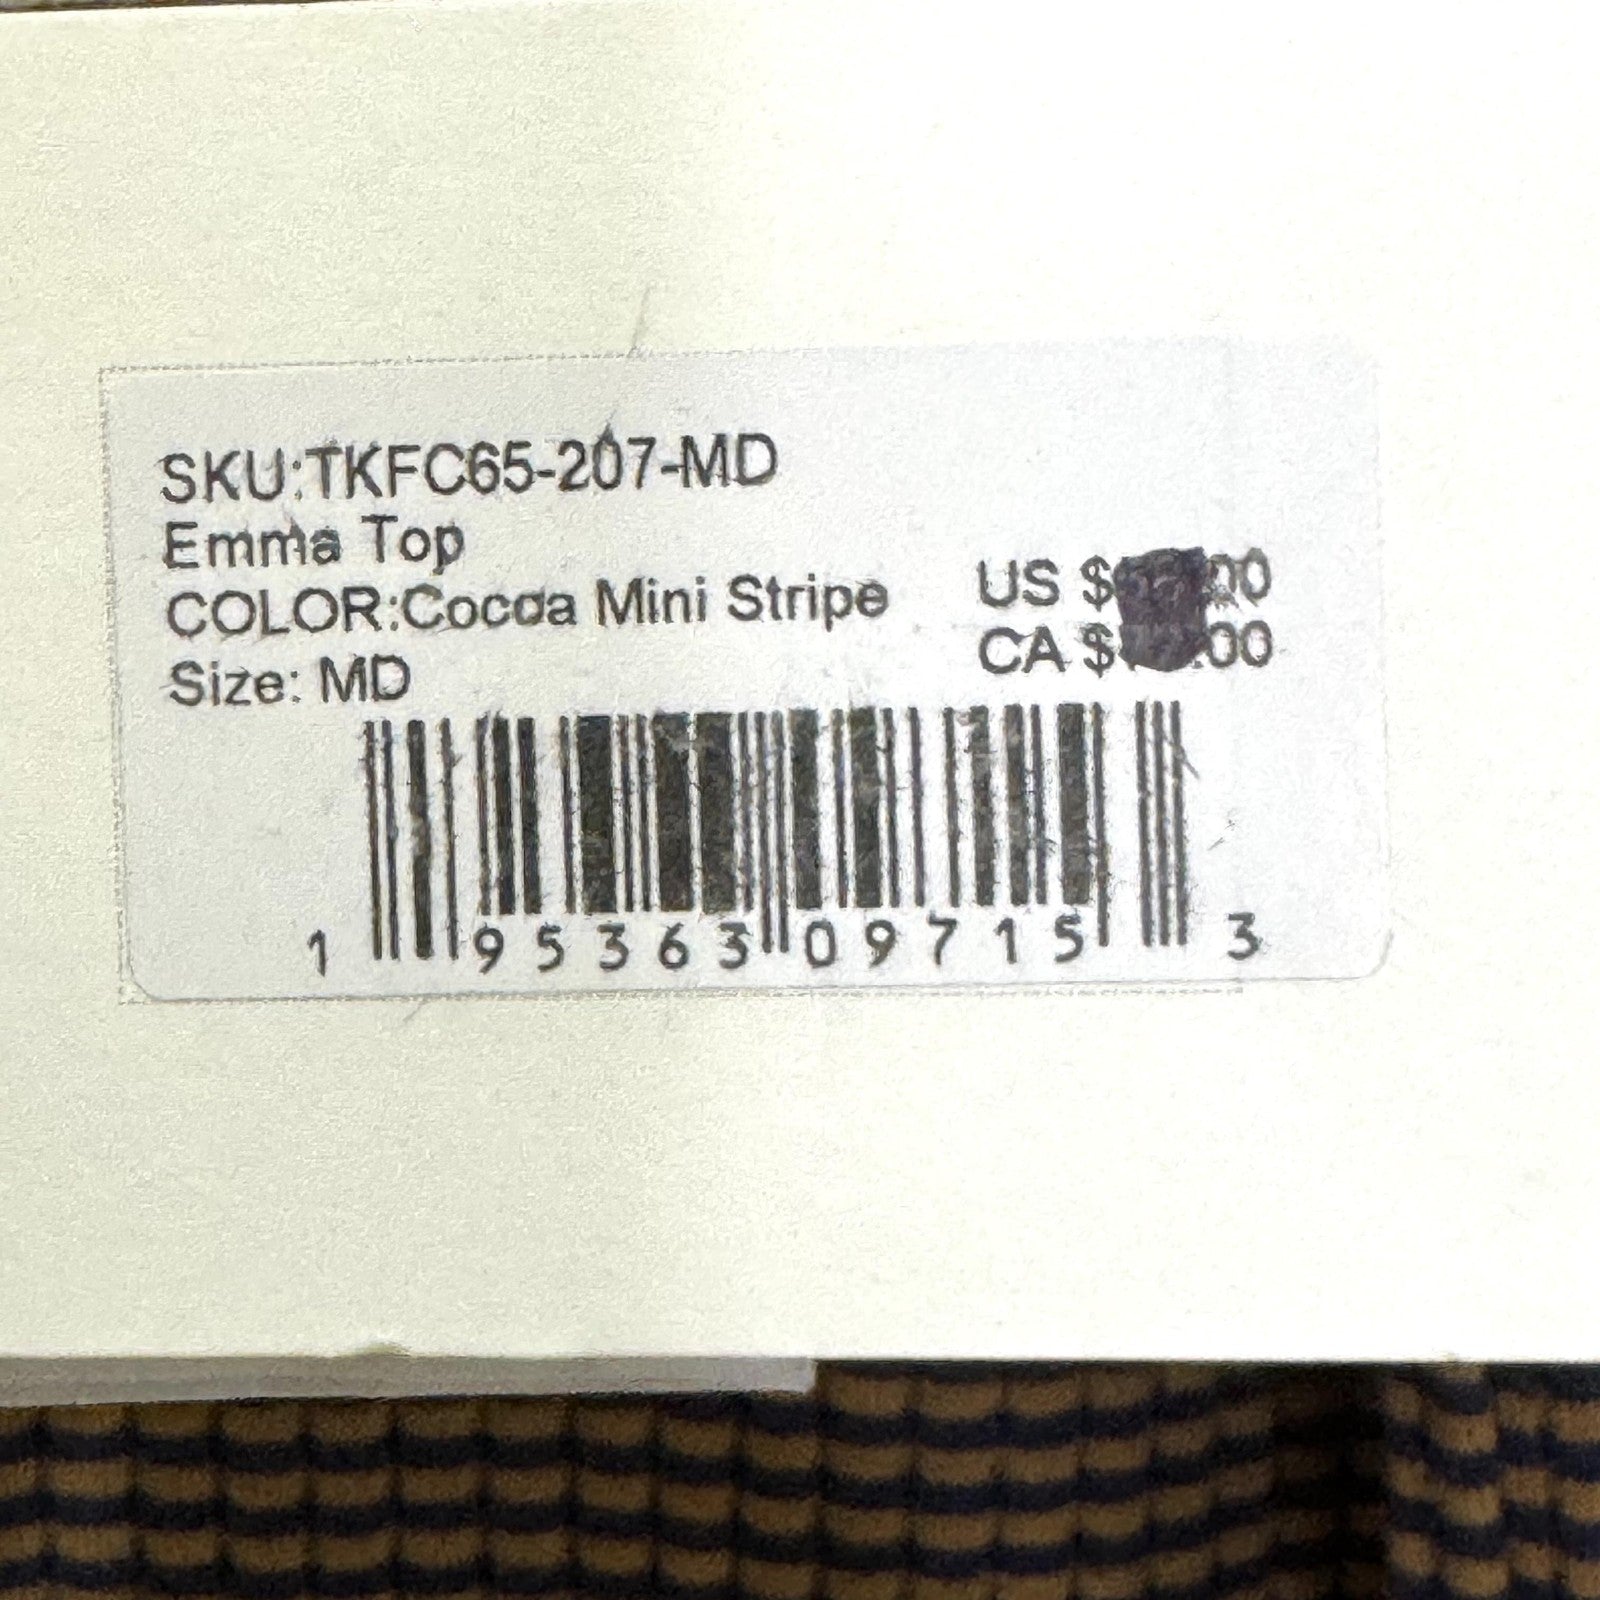 SKU:TKFC65-207-MD
Emma Top
COLOR:Cocoa Mini Stripe
Size: MD
US $
CA $
1 95363 09715 3